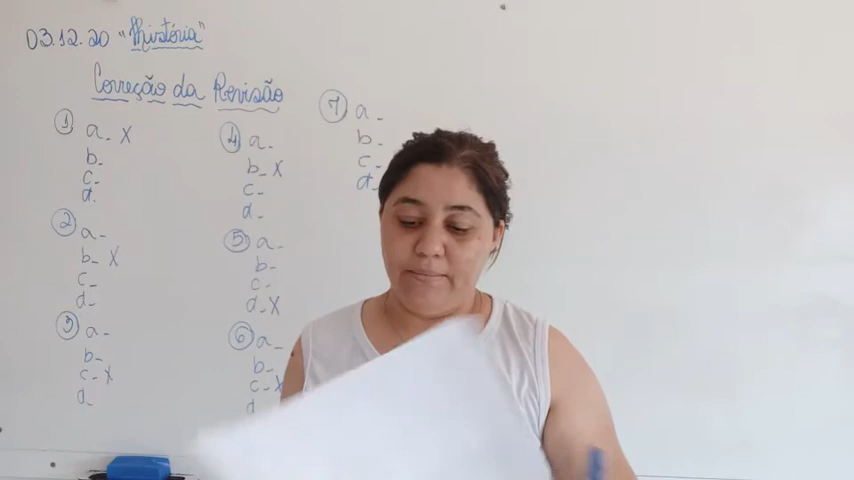 03.12.20 "História"
Correção da Revisão
1 a - X
b -
c -
d -
2 a -
b - X
c -
d -
3 a -
b -
c - X
d -
4 a -
b - X
c -
d -
5 a -
b -
c -
d - X
6 a -
b -
c - X
d
7 a -
b -
c -
d -